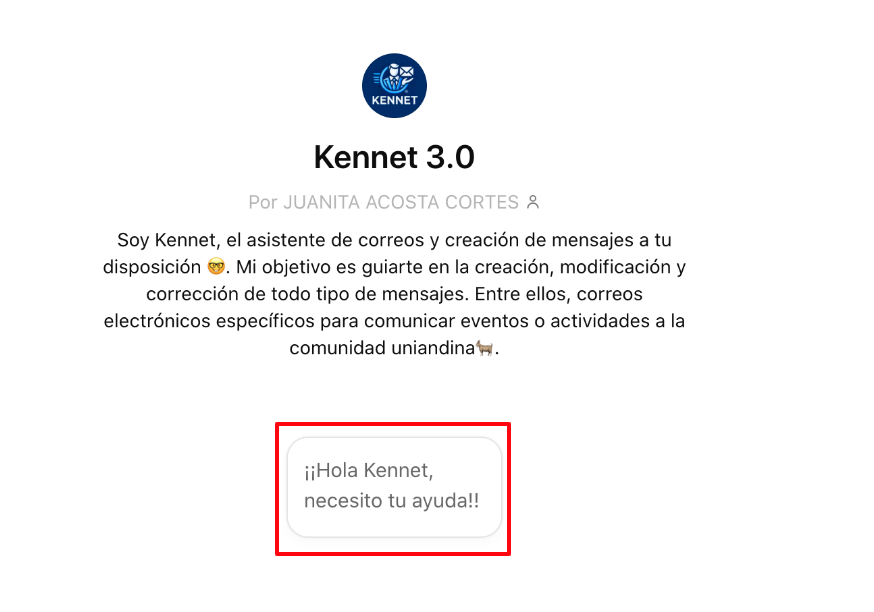 KENNET
Kennet 3.0
Por JUANITA ACOSTA CORTES
Soy Kennet, el asistente de correos y creación de mensajes a tu
disposición 🤓. Mi objetivo es guiarte en la creación, modificación y
corrección de todo tipo de mensajes. Entre ellos, correos
electrónicos específicos para comunicar eventos o actividades a la
comunidad uniandina🐐.
¡¡Hola Kennet,
necesito tu ayuda!!